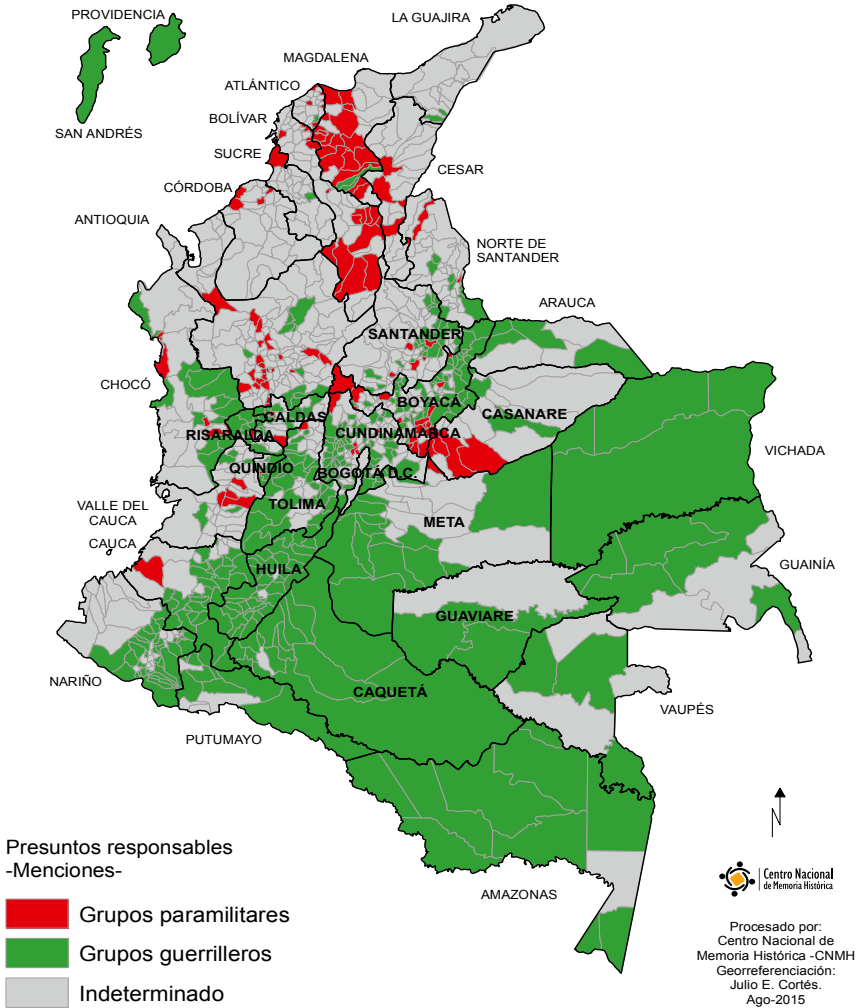 PROVIDENCIA
LA GUAJIRA
MAGDALENA
ATLÁNTICO
BOLÍVAR
SAN ANDRÉS
SUCRE
CESAR
CÓRDOBA
ANTIOQUIA
NORTE DE
SANTANDER
ARAUCA
SANTANDER
CHOCÓ
BOYACÁ
CASANARE
CALDAS
RISARALDA
CUNDINAMARCA
VICHADA
QUINDIO
BOGOTÁ D.C.
VALLE DEL
CAUCA
TOLIMA
META
CAUCA
GUAINÍA
HUILA
GUAVIARE
NARIÑO
CAQUETÁ
VAUPÉS
PUTUMAYO
N
AMAZONAS
Presuntos responsables
-Menciones-
Grupos paramilitares
Grupos guerrilleros
Indeterminado
Centro Nacional
de Memoria Histórica
Procesado por:
Centro Nacional de
Memoria Histórica -CNMH
Georreferenciación:
Julio E. Cortés.
Ago-2015